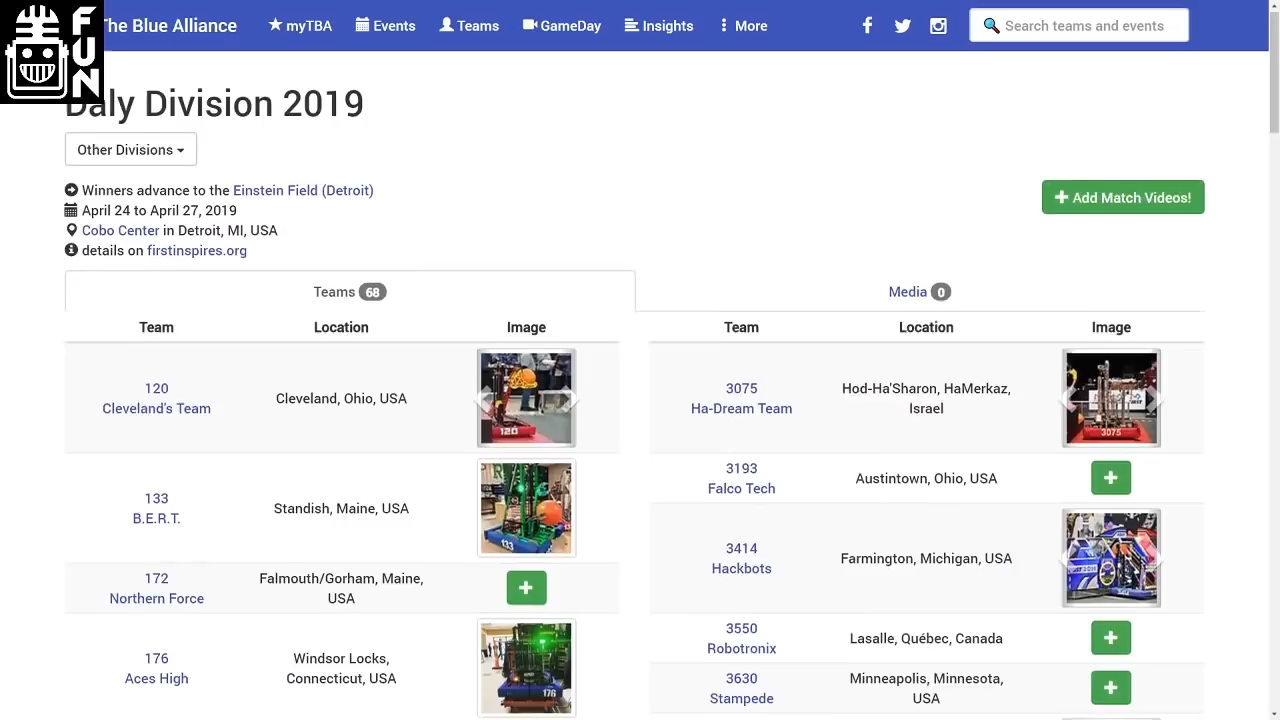 FUN
The Blue Alliance
myTBA
Events
Teams
GameDay
Insights
More
Search teams and events
Daly Division 2019
Other Divisions
Winners advance to the Einstein Field (Detroit)
April 24 to April 27, 2019
Cobo Center in Detroit, MI, USA
details on firstinspires.org
Add Match Videos!
Teams 68
Media 0
Team Location Image
120
Cleveland's Team
Cleveland, Ohio, USA
120
133
B.E.R.T.
Standish, Maine, USA
133
172
Northern Force
Falmouth/Gorham, Maine,
USA
176
Aces High
Windsor Locks,
Connecticut, USA
176
Team Location Image
3075
Ha-Dream Team
Hod-Ha'Sharon, HaMerkaz,
Israel
3075
3193
Falco Tech
Austintown, Ohio, USA
3414
Hackbots
Farmington, Michigan, USA
3550
Robotronix
Lasalle, Québec, Canada
3630
Stampede
Minneapolis, Minnesota,
USA